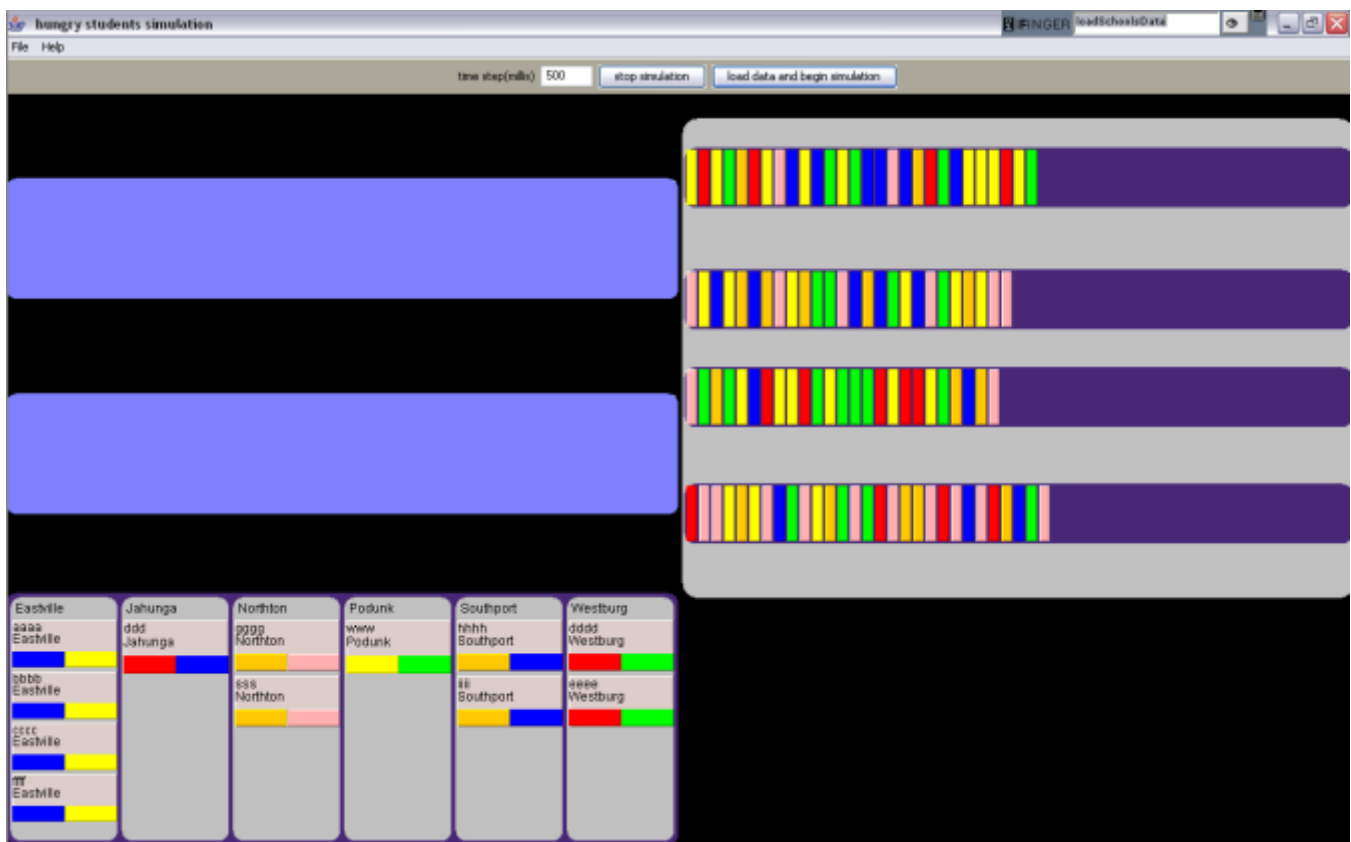 hungry students simulation
FINGER loadSchoolsData
File Help
time step(millis) 500 stop simulation load data and begin simulation
Eastville Jahunga Northton Podunk Southport Westburg
aaaa ddd gggg www hhhh dddd
Eastville Jahunga Northton Podunk Southport Westburg
bbbb sss iii eeee
Eastville Northton Southport Westburg
cccc
Eastville
Eastville